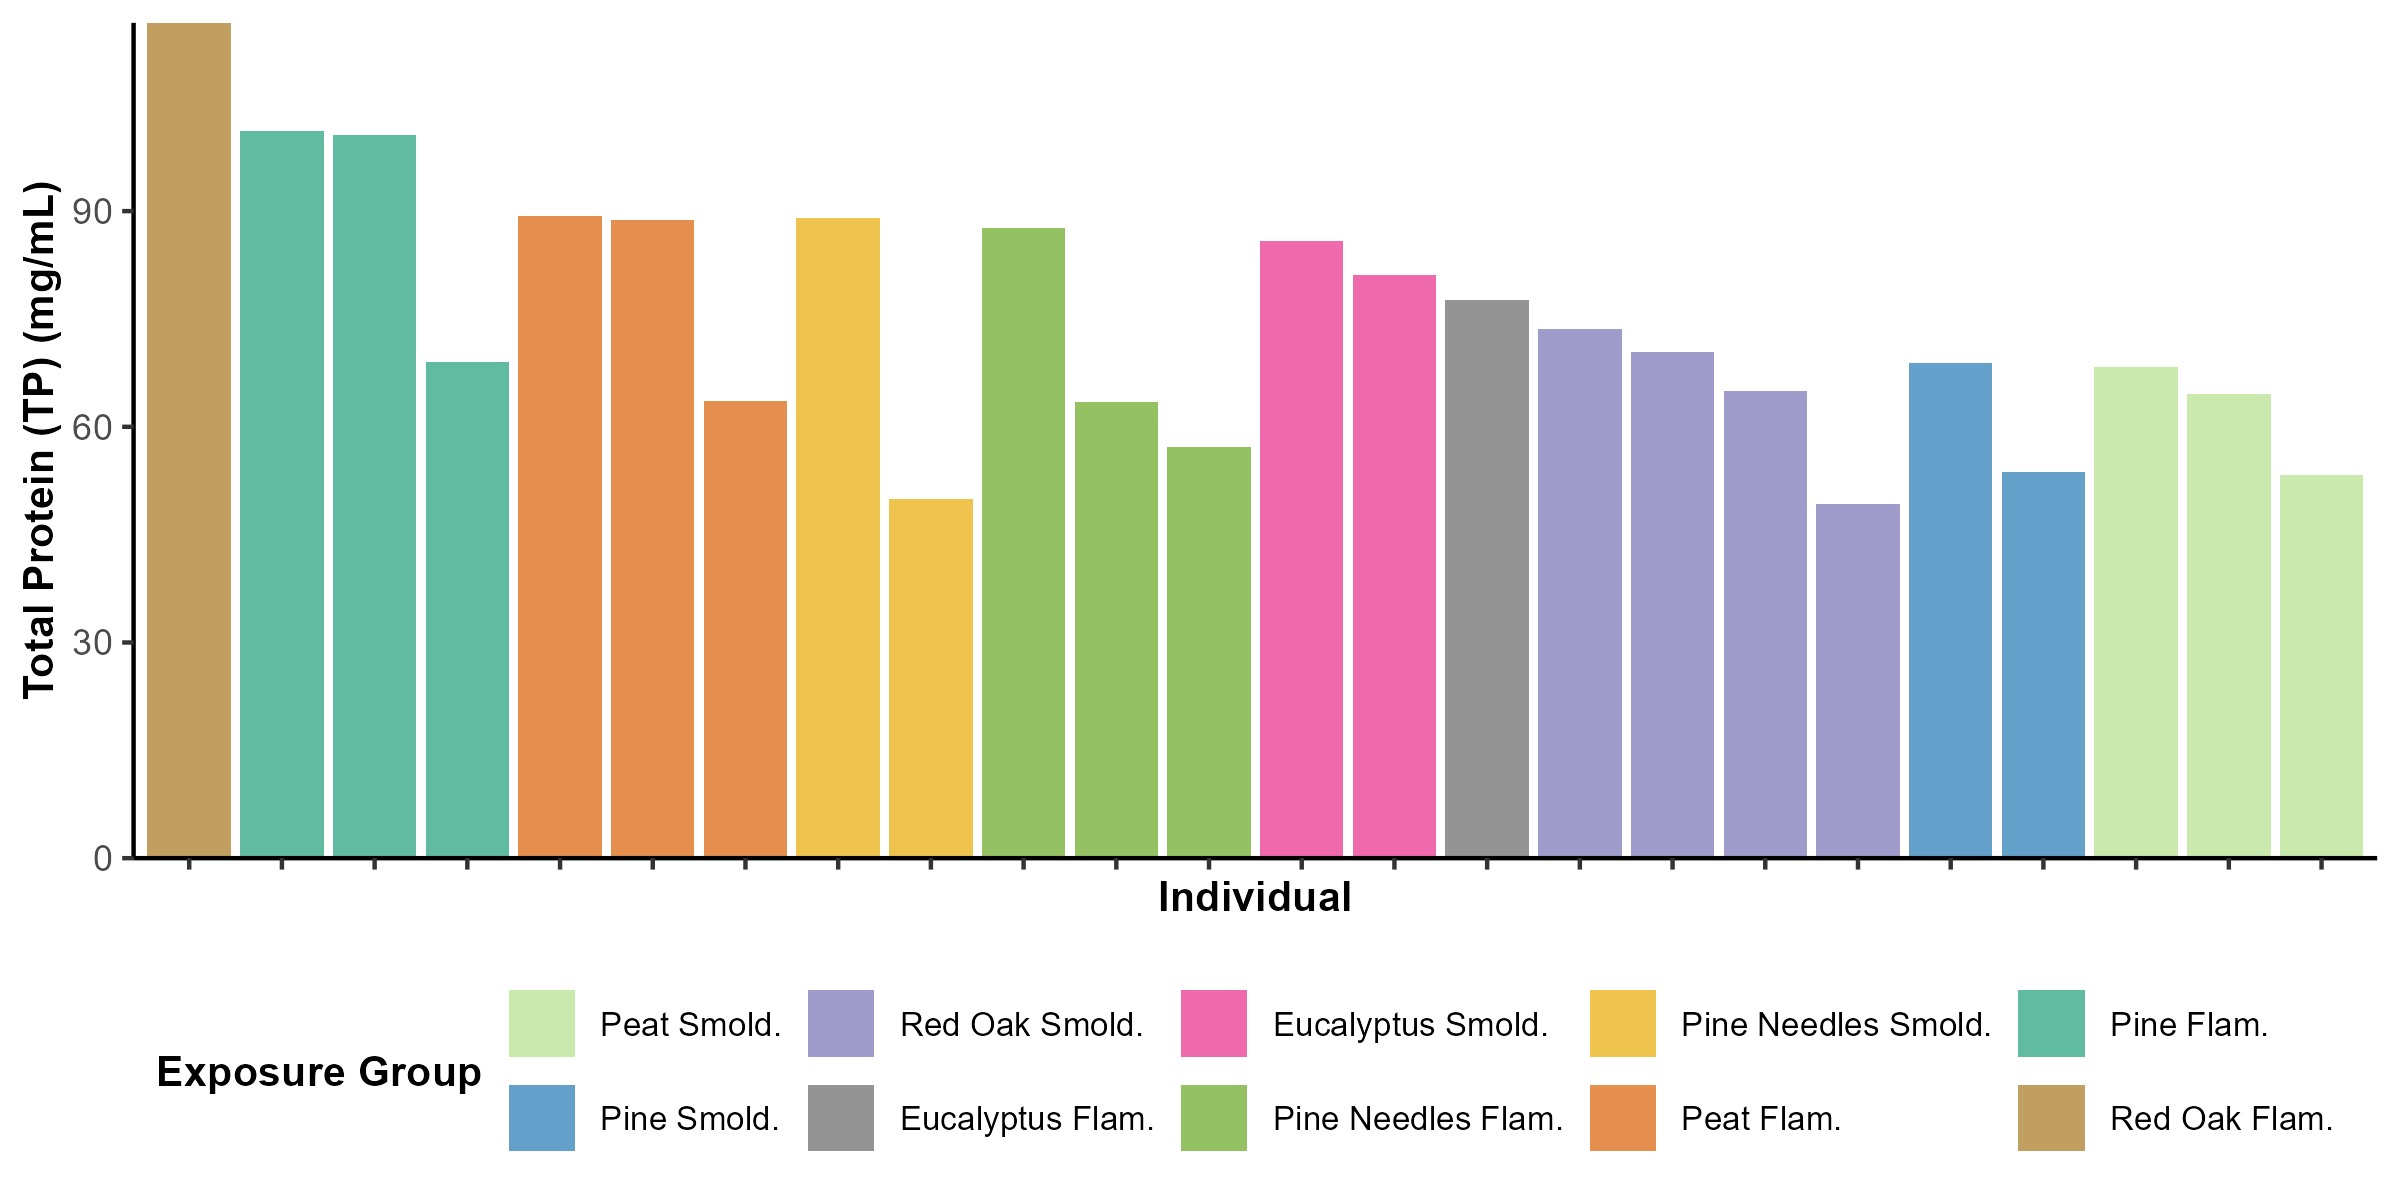 Total Protein (TP) (mg/mL)
90
60
30
0
Individual
Exposure Group
Peat Smold.
Red Oak Smold.
Eucalyptus Smold.
Pine Needles Smold.
Pine Flam.
Pine Smold.
Eucalyptus Flam.
Pine Needles Flam.
Peat Flam.
Red Oak Flam.